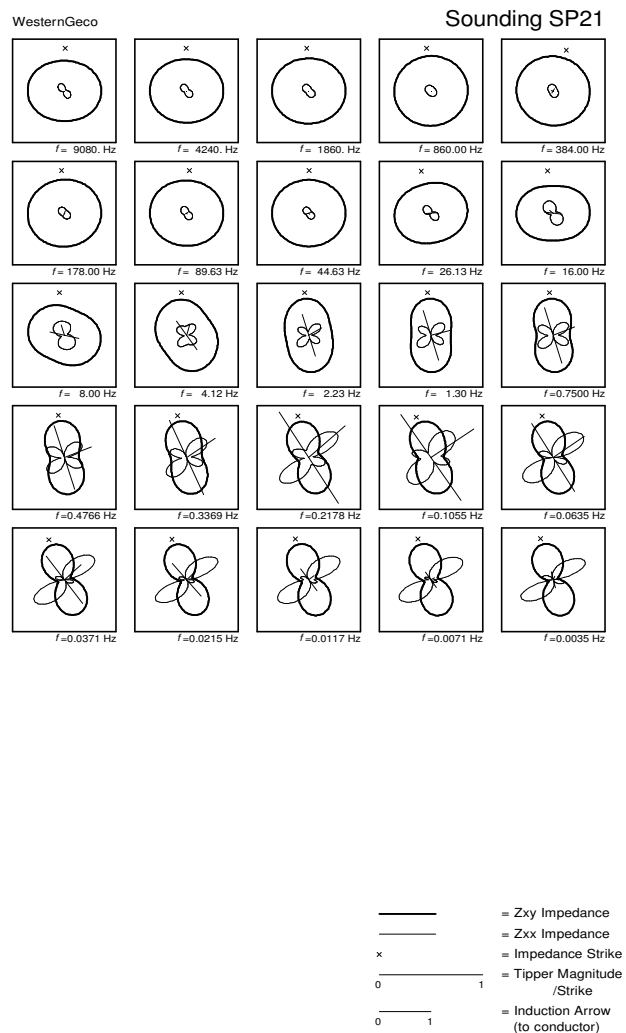 WesternGeco
Sounding SP21
f = 9080. Hz
f = 4240. Hz
f = 1860. Hz
f = 860.00 Hz
f = 384.00 Hz
f = 178.00 Hz
f = 89.63 Hz
f = 44.63 Hz
f = 26.13 Hz
f = 16.00 Hz
f = 8.00 Hz
f = 4.12 Hz
f = 2.23 Hz
f = 1.30 Hz
f =0.7500 Hz
f =0.4766 Hz
f =0.3369 Hz
f =0.2178 Hz
f =0.1055 Hz
f =0.0635 Hz
f =0.0371 Hz
f =0.0215 Hz
f =0.0117 Hz
f =0.0071 Hz
f =0.0035 Hz
= Zxy Impedance
= Zxx Impedance
× = Impedance Strike
= Tipper Magnitude
0 1 /Strike
= Induction Arrow
0 1 (to conductor)